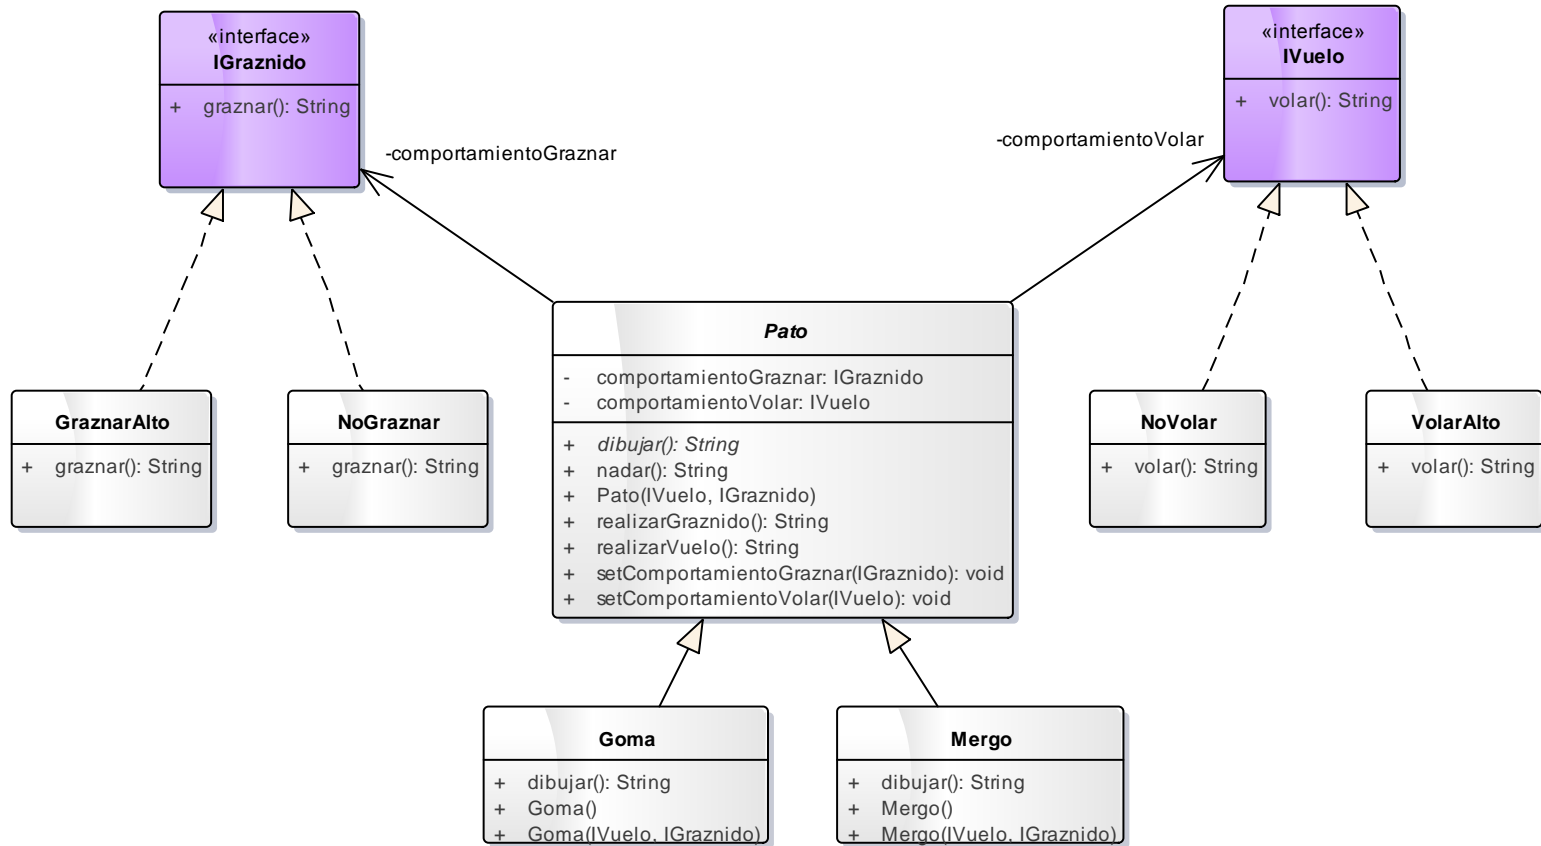 «interface»
IGraznido
+ graznar(): String
«interface»
IVuelo
+ volar(): String
-comportamientoGraznar
-comportamientoVolar
Pato
- comportamientoGraznar: IGraznido
- comportamientoVolar: IVuelo
+ dibujar(): String
+ nadar(): String
+ Pato(IVuelo, IGraznido)
+ realizarGraznido(): String
+ realizarVuelo(): String
+ setComportamientoGraznar(IGraznido): void
+ setComportamientoVolar(IVuelo): void
GraznarAlto
+ graznar(): String
NoGraznar
+ graznar(): String
NoVolar
+ volar(): String
VolarAlto
+ volar(): String
Goma
+ dibujar(): String
+ Goma()
+ Goma(IVuelo, IGraznido)
Mergo
+ dibujar(): String
+ Mergo()
+ Mergo(IVuelo, IGraznido)